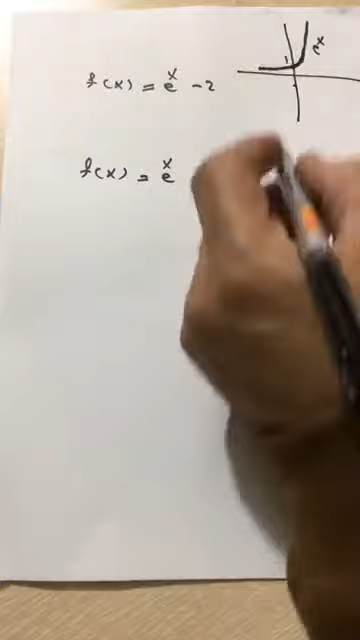 f(x) = e^x - 2
1 e^x
f(x) = e^x